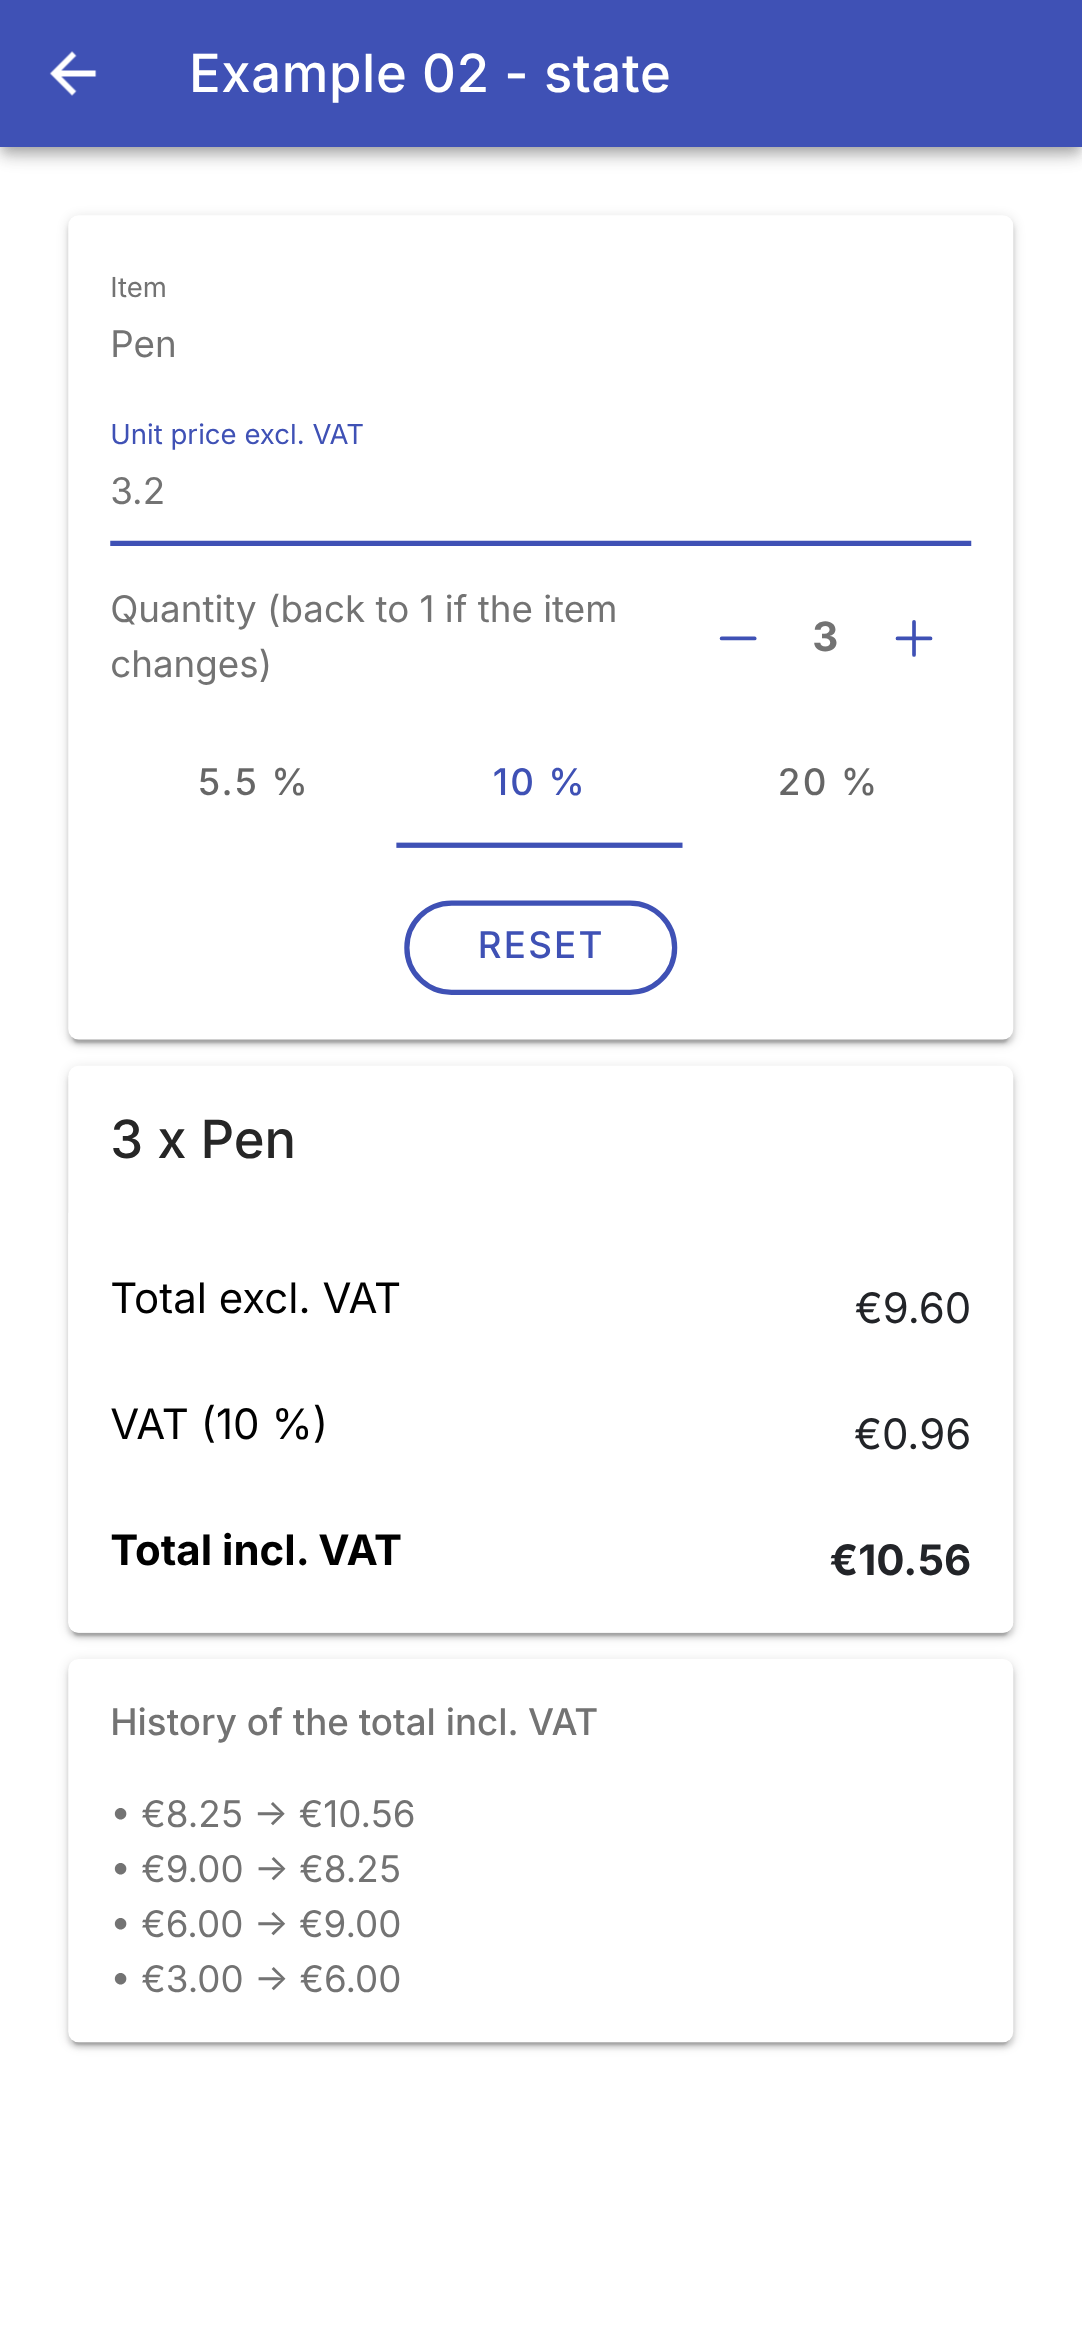 Example 02 - state
Item
Pen
Unit price excl. VAT
3.2
Quantity (back to 1 if the item
changes)
3
5.5 %
10 %
20 %
RESET
3 x Pen
Total excl. VAT
€9.60
VAT (10 %)
€0.96
Total incl. VAT
€10.56
History of the total incl. VAT
• €8.25 → €10.56
• €9.00 → €8.25
• €6.00 → €9.00
• €3.00 → €6.00